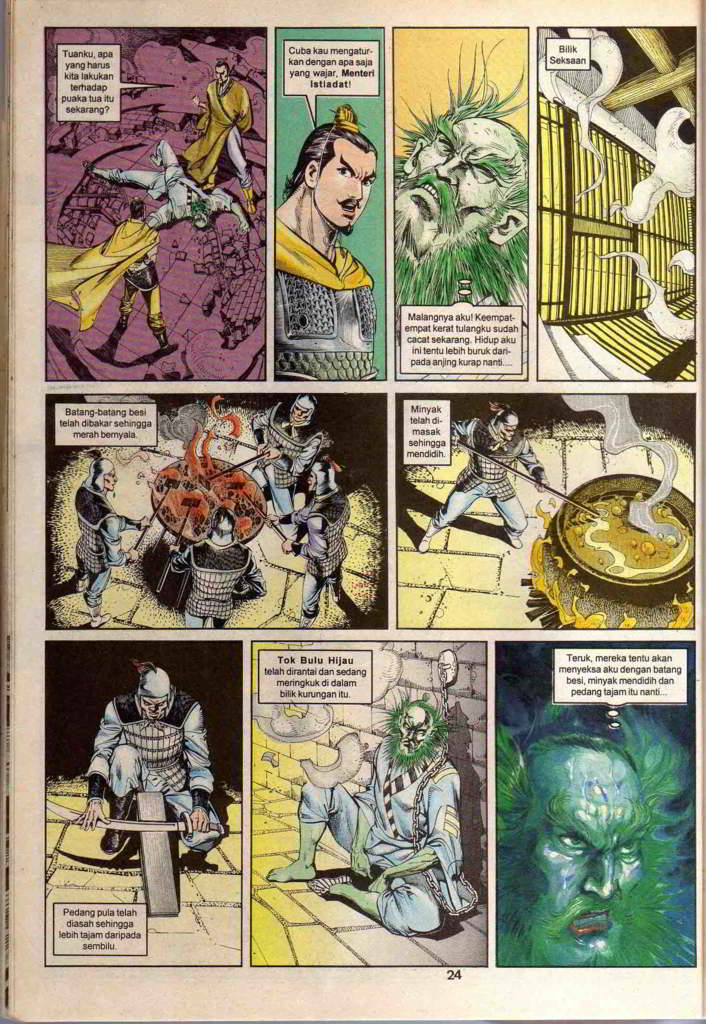 Tuanku, apa
yang harus
kita lakukan
terhadap
puaka tua itu
sekarang?
Cuba kau mengatur-
kan dengan apa saja
yang wajar, Menteri
Istiadat!
Malangnya aku! Keempat-
empat kerat tulangku sudah
cacat sekarang. Hidup aku
ini tentu lebih buruk dari-
pada anjing kurap nanti....
Bilik
Seksaan
Batang-batang besi
telah dibakar sehingga
merah bernyala.
Minyak
telah di-
masak
sehingga
mendidih.
Pedang pula telah
diasah sehingga
lebih tajam daripada
sembilu.
Tok Bulu Hijau
telah dirantai dan sedang
meringkuk di dalam
bilik kurungan itu.
Teruk, mereka tentu akan
menyeksa aku dengan batang
besi, minyak mendidih dan
pedang tajam itu nanti...
24